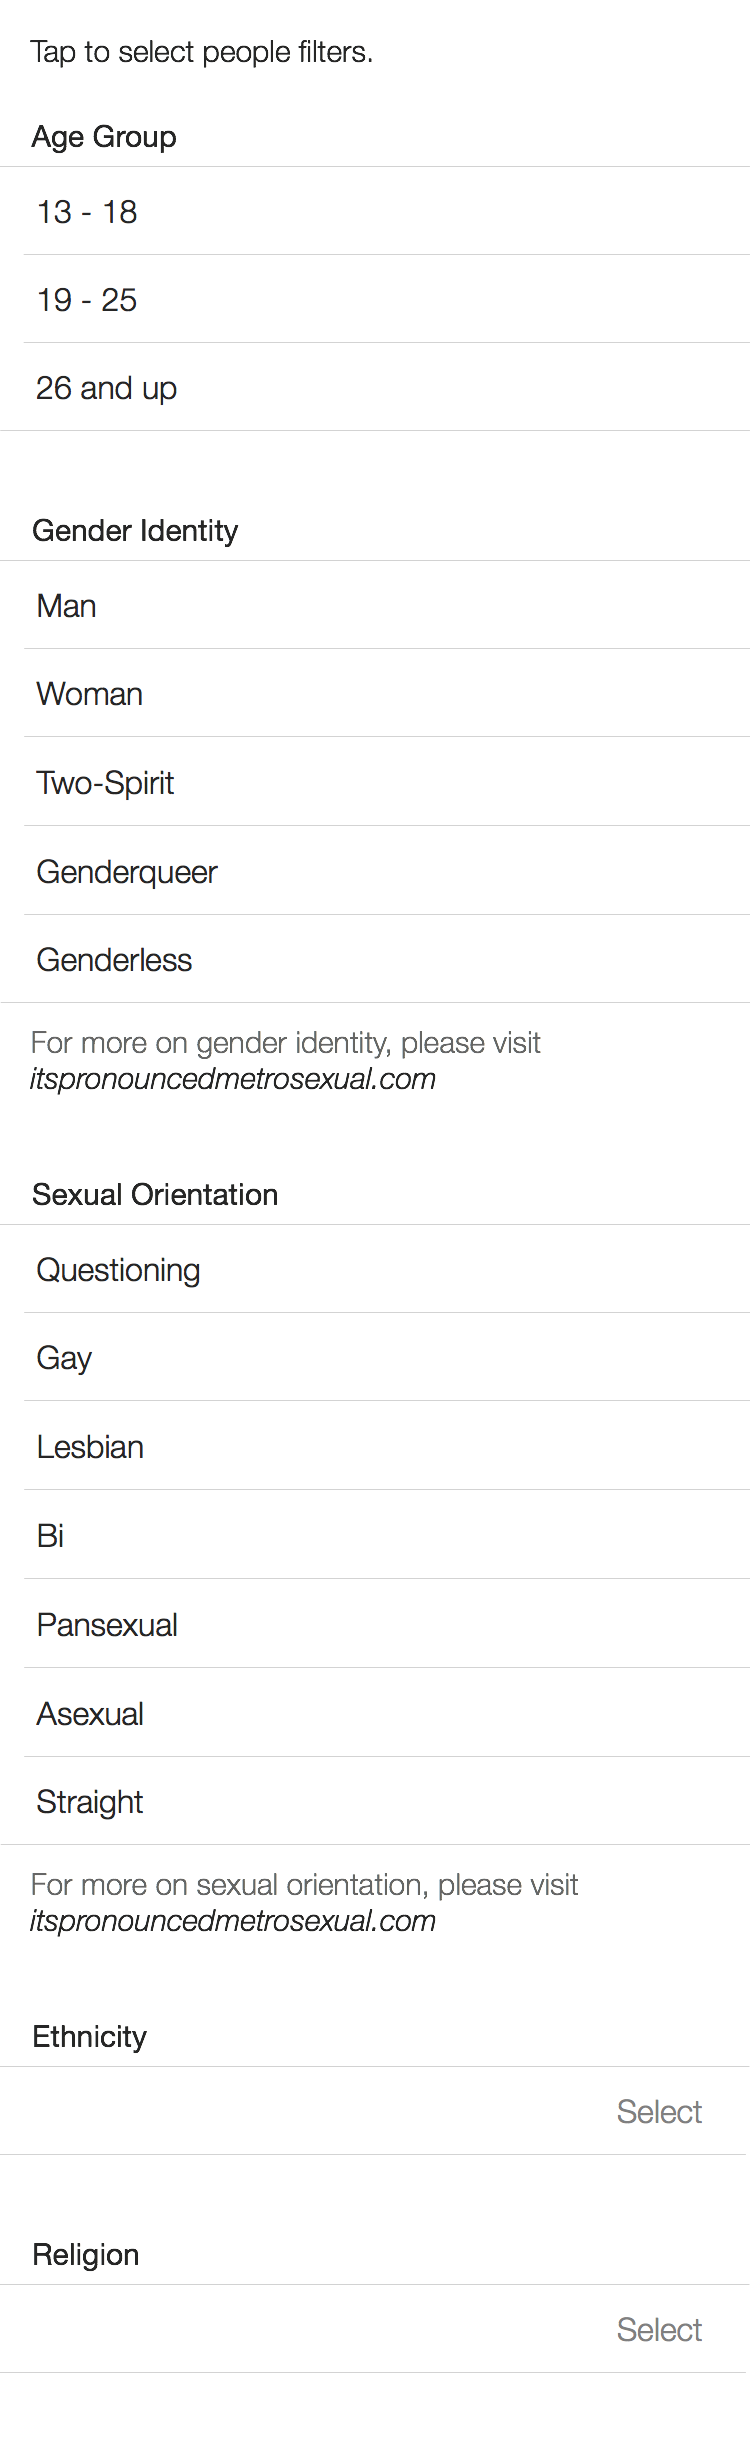 Tap to select people filters.
Age Group
13 - 18
19 - 25
26 and up
Gender Identity
Man
Woman
Two-Spirit
Genderqueer
Genderless
For more on gender identity, please visit
itspronouncedmetrosexual.com
Sexual Orientation
Questioning
Gay
Lesbian
Bi
Pansexual
Asexual
Straight
For more on sexual orientation, please visit
itspronouncedmetrosexual.com
Ethnicity
Select
Religion
Select